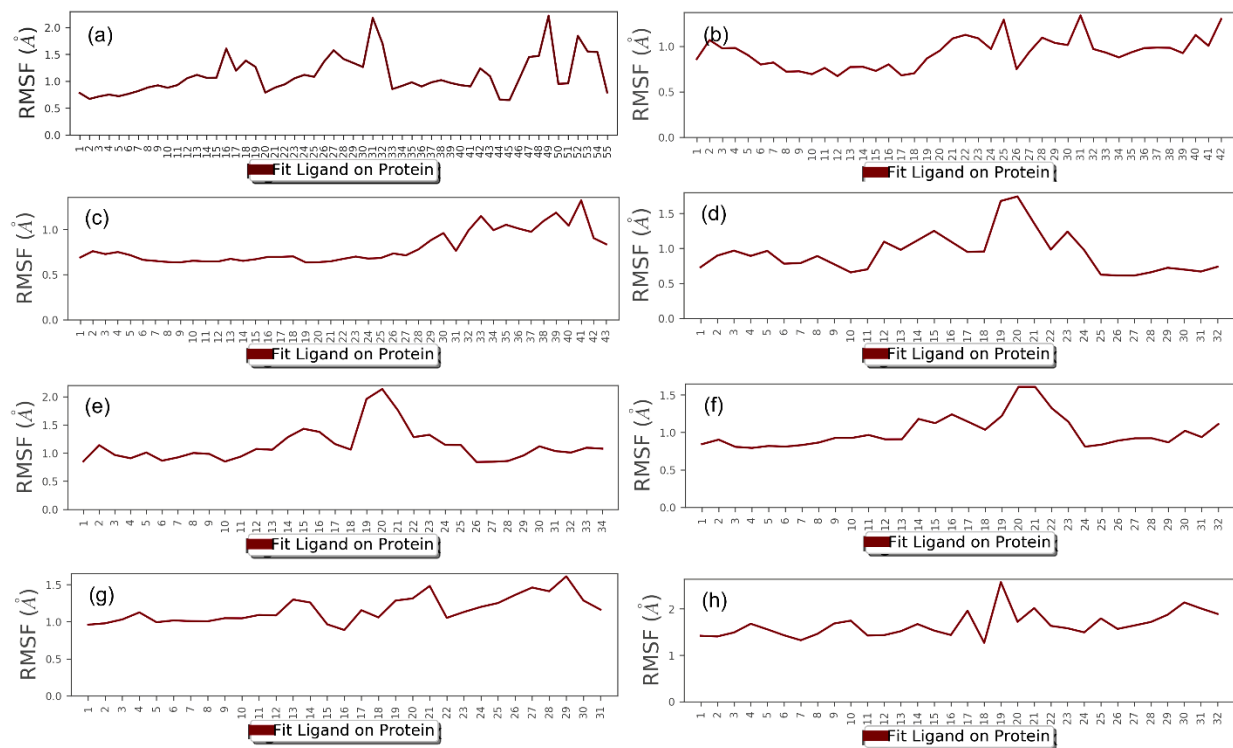 (a)
RMSF (Å)
2.0
1.5
1.0
0.5
0.0
1 2 3 4 5 6 7 8 9 10 11 12 13 14 15 16 17 18 19 20 21 22 23 24 25 26 27 28 29 30 31 32 33 34 35 36 37 38 39 40 41 42 43 44 45 46 47 48 49 50 51 52 53 54 55
Fit Ligand on Protein
(b)
RMSF (Å)
1.0
0.5
0.0
1 2 3 4 5 6 7 8 9 10 11 12 13 14 15 16 17 18 19 20 21 22 23 24 25 26 27 28 29 30 31 32 33 34 35 36 37 38 39 40 41 42
Fit Ligand on Protein
(c)
RMSF (Å)
1.0
0.5
0.0
1 2 3 4 5 6 7 8 9 10 11 12 13 14 15 16 17 18 19 20 21 22 23 24 25 26 27 28 29 30 31 32 33 34 35 36 37 38 39 40 41 42 43
Fit Ligand on Protein
(d)
RMSF (Å)
1.5
1.0
0.5
0.0
1 2 3 4 5 6 7 8 9 10 11 12 13 14 15 16 17 18 19 20 21 22 23 24 25 26 27 28 29 30 31 32
Fit Ligand on Protein
(e)
RMSF (Å)
2.0
1.5
1.0
0.5
0.0
1 2 3 4 5 6 7 8 9 10 11 12 13 14 15 16 17 18 19 20 21 22 23 24 25 26 27 28 29 30 31 32 33 34
Fit Ligand on Protein
(f)
RMSF (Å)
1.5
1.0
0.5
0.0
1 2 3 4 5 6 7 8 9 10 11 12 13 14 15 16 17 18 19 20 21 22 23 24 25 26 27 28 29 30 31 32
Fit Ligand on Protein
(g)
RMSF (Å)
1.5
1.0
0.5
0.0
1 2 3 4 5 6 7 8 9 10 11 12 13 14 15 16 17 18 19 20 21 22 23 24 25 26 27 28 29 30 31
Fit Ligand on Protein
(h)
RMSF (Å)
2
1
0
1 2 3 4 5 6 7 8 9 10 11 12 13 14 15 16 17 18 19 20 21 22 23 24 25 26 27 28 29 30 31 32
Fit Ligand on Protein